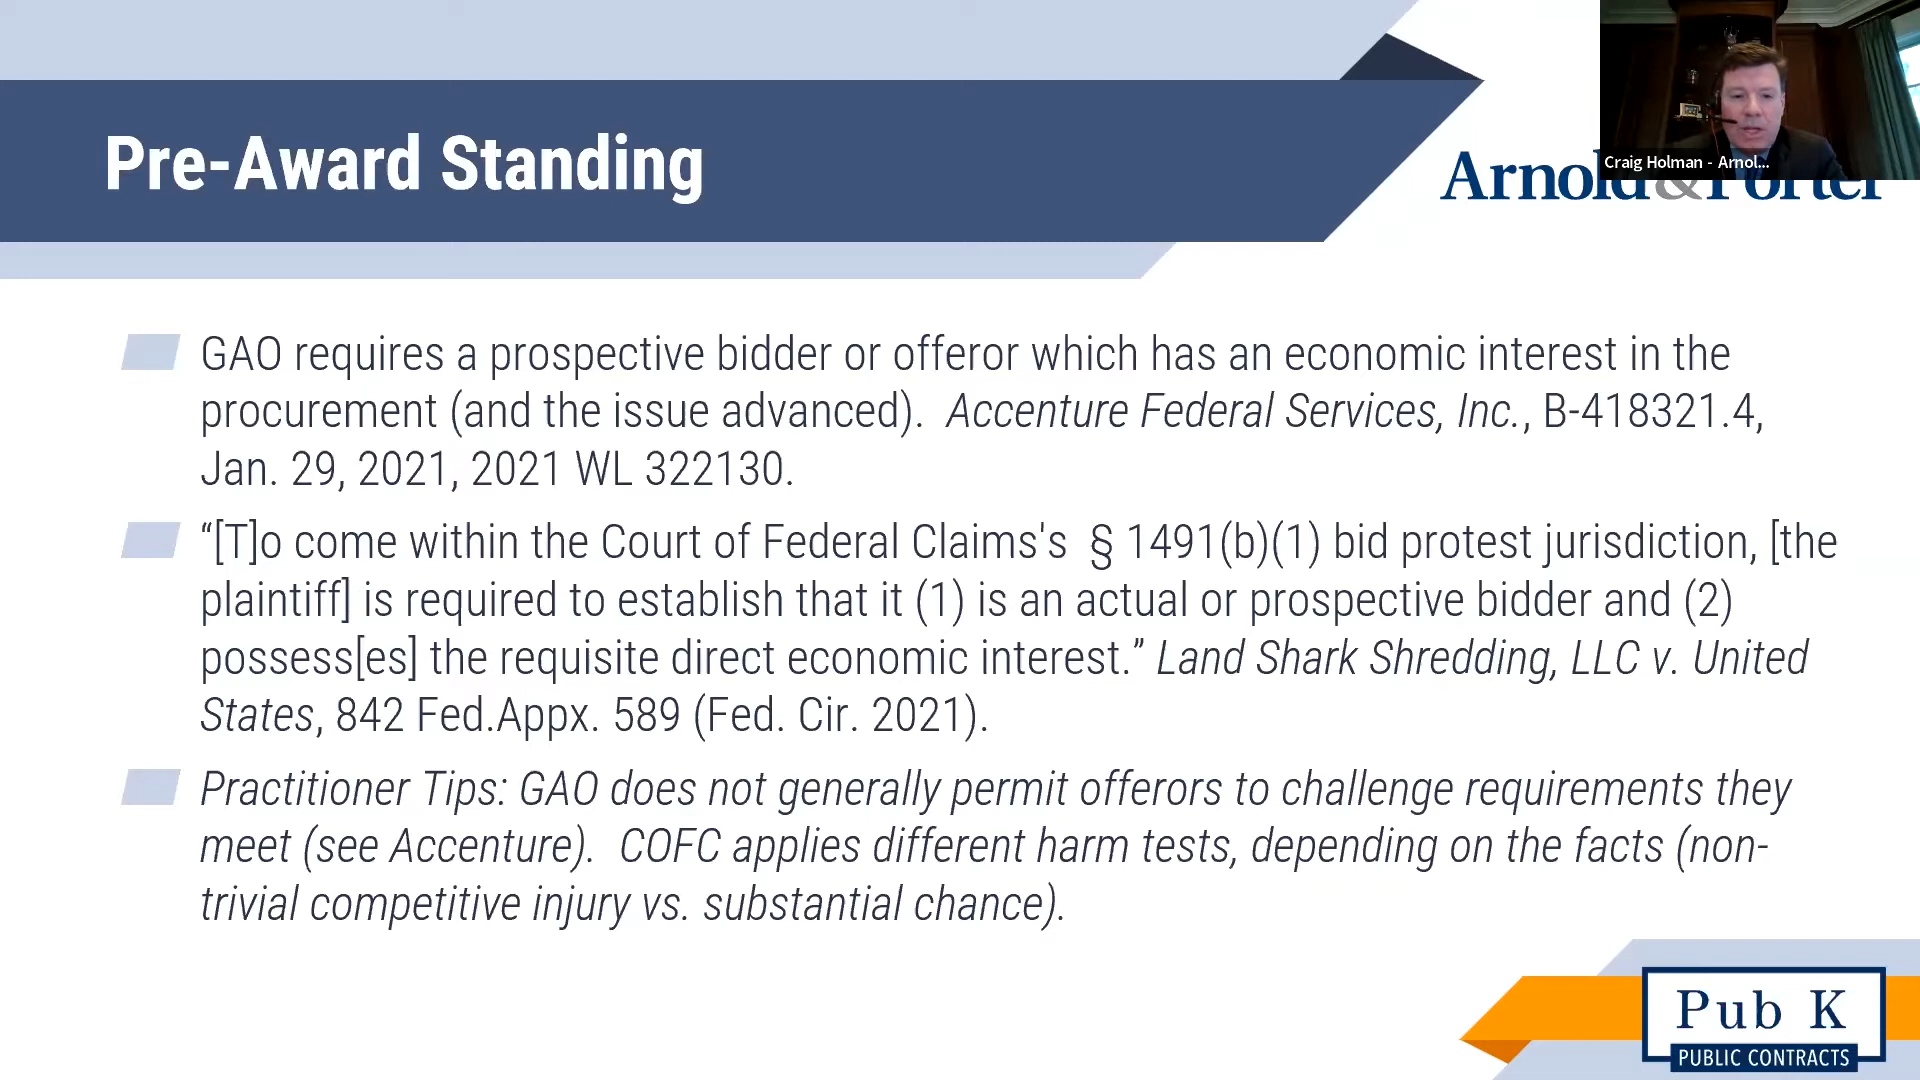 Pre-Award Standing
Craig Holman - Arnol...
Arnold&Porter
GAO requires a prospective bidder or offeror which has an economic interest in the
procurement (and the issue advanced).  Accenture Federal Services, Inc., B-418321.4,
Jan. 29, 2021, 2021 WL 322130.
“[T]o come within the Court of Federal Claims's  § 1491(b)(1) bid protest jurisdiction, [the
plaintiff] is required to establish that it (1) is an actual or prospective bidder and (2)
possess[es] the requisite direct economic interest.” Land Shark Shredding, LLC v. United
States, 842 Fed.Appx. 589 (Fed. Cir. 2021).
Practitioner Tips: GAO does not generally permit offerors to challenge requirements they
meet (see Accenture).  COFC applies different harm tests, depending on the facts (non-
trivial competitive injury vs. substantial chance).
Pub K
PUBLIC CONTRACTS